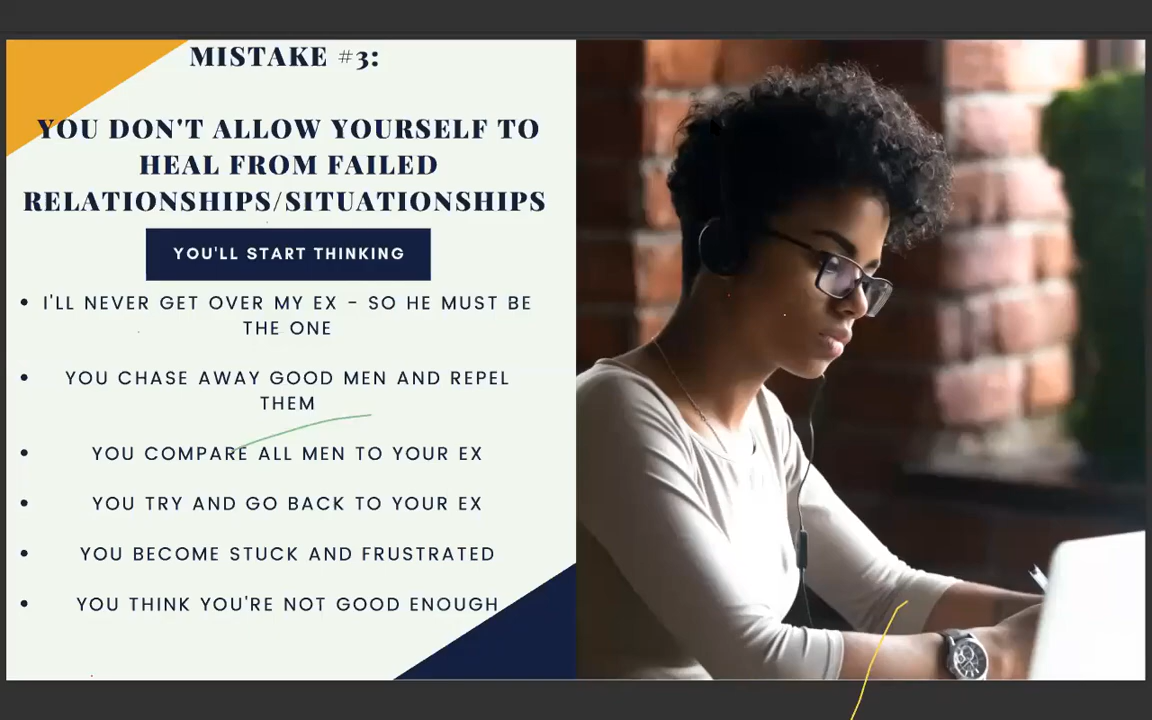 MISTAKE #3:
YOU DON'T ALLOW YOURSELF TO
HEAL FROM FAILED
RELATIONSHIPS/SITUATIONSHIPS
YOU'LL START THINKING
• I'LL NEVER GET OVER MY EX - SO HE MUST BE
THE ONE
• YOU CHASE AWAY GOOD MEN AND REPEL
THEM
• YOU COMPARE ALL MEN TO YOUR EX
• YOU TRY AND GO BACK TO YOUR EX
• YOU BECOME STUCK AND FRUSTRATED
• YOU THINK YOU'RE NOT GOOD ENOUGH